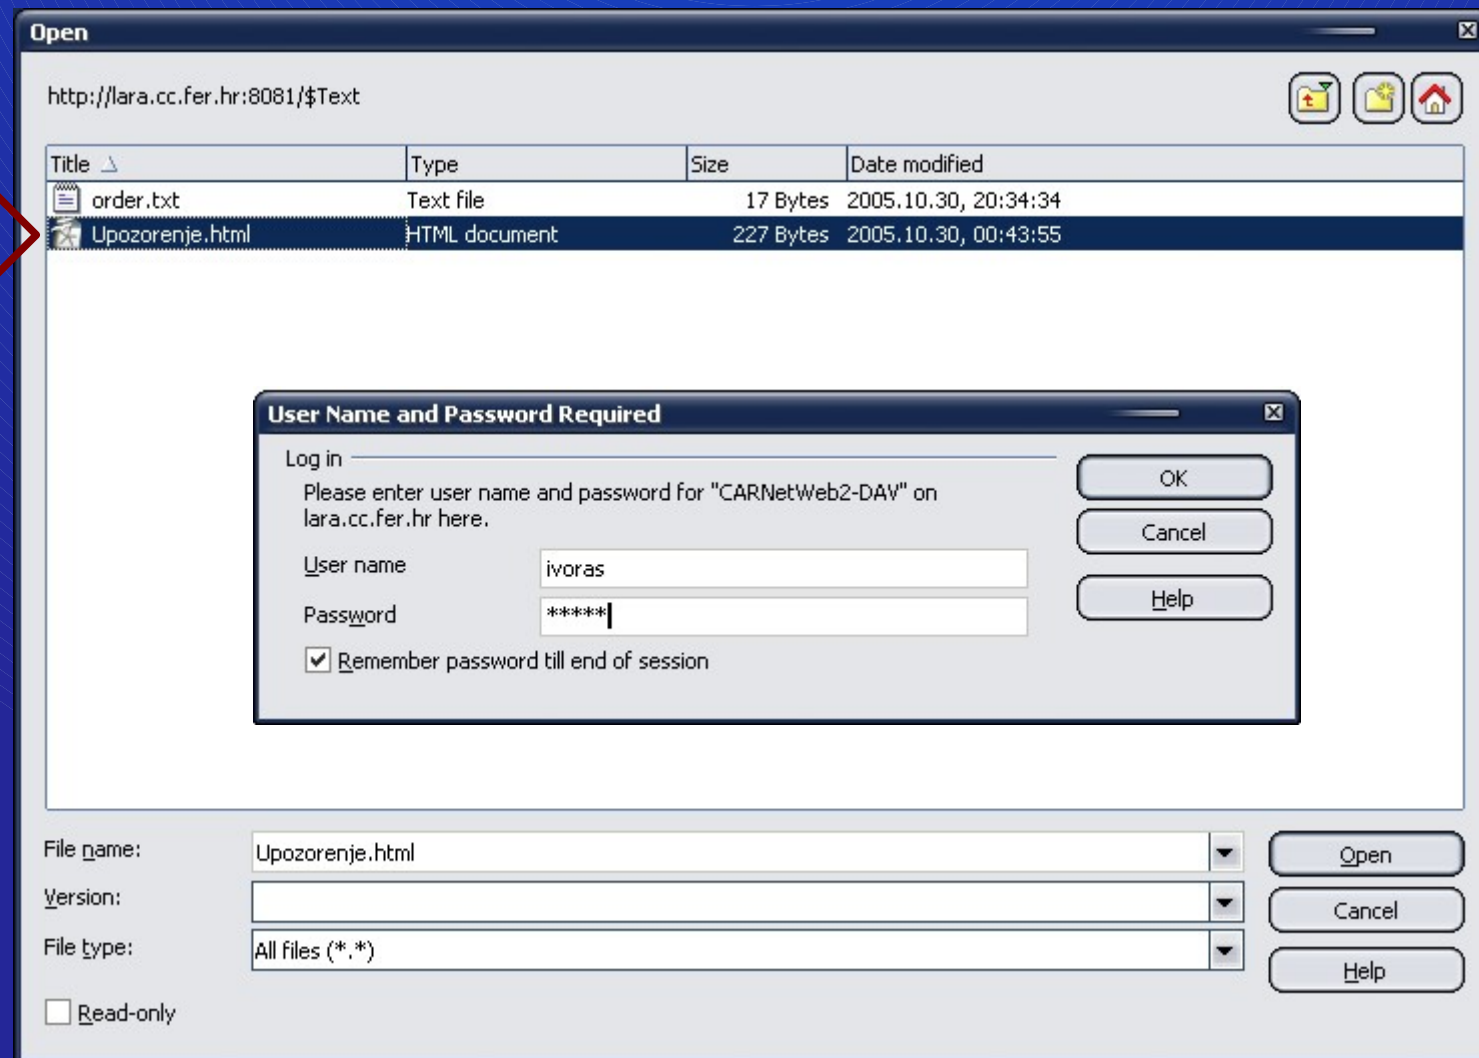 Open
http://lara.cc.fer.hr:8081/$Text
Title Type Size Date modified
order.txt Text file 17 Bytes 2005.10.30, 20:34:34
Upozorenje.html HTML document 227 Bytes 2005.10.30, 00:43:55
User Name and Password Required
Log in
Please enter user name and password for "CARNetWeb2-DAV" on
lara.cc.fer.hr here.
User name ivoras
Password *****
Remember password till end of session
OK
Cancel
Help
File name: Upozorenje.html
Version:
File type: All files (*.*)
Read-only
Open
Cancel
Help